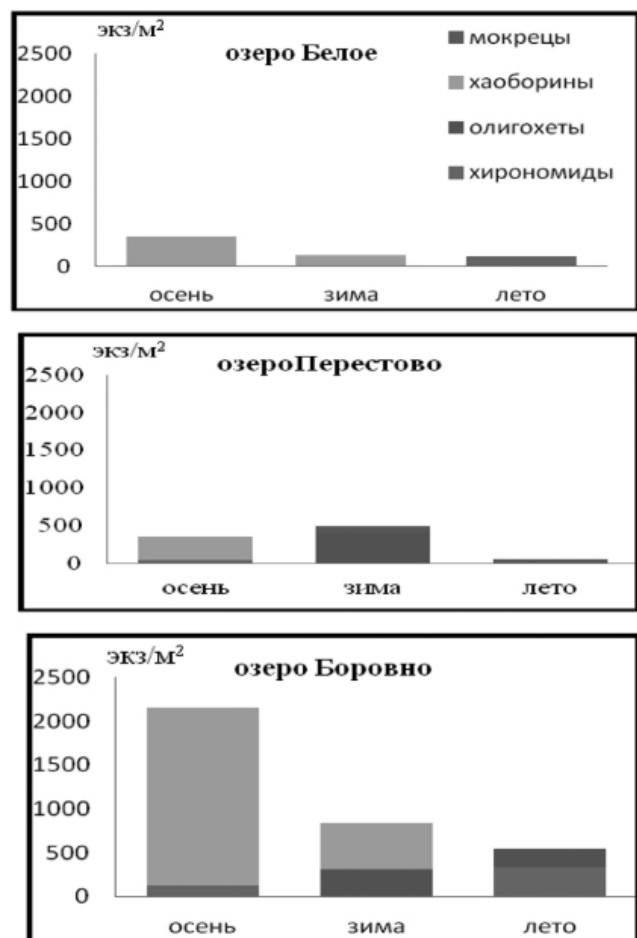 экз/м²
озеро Белое
2500
2000
1500
1000
500
0
мокрецы
хаоборины
олигохеты
хирономиды
осень зима лето
экз/м²
озероПерестово
2500
2000
1500
1000
500
0
осень зима лето
экз/м²
озеро Боровно
2500
2000
1500
1000
500
0
осень зима лето